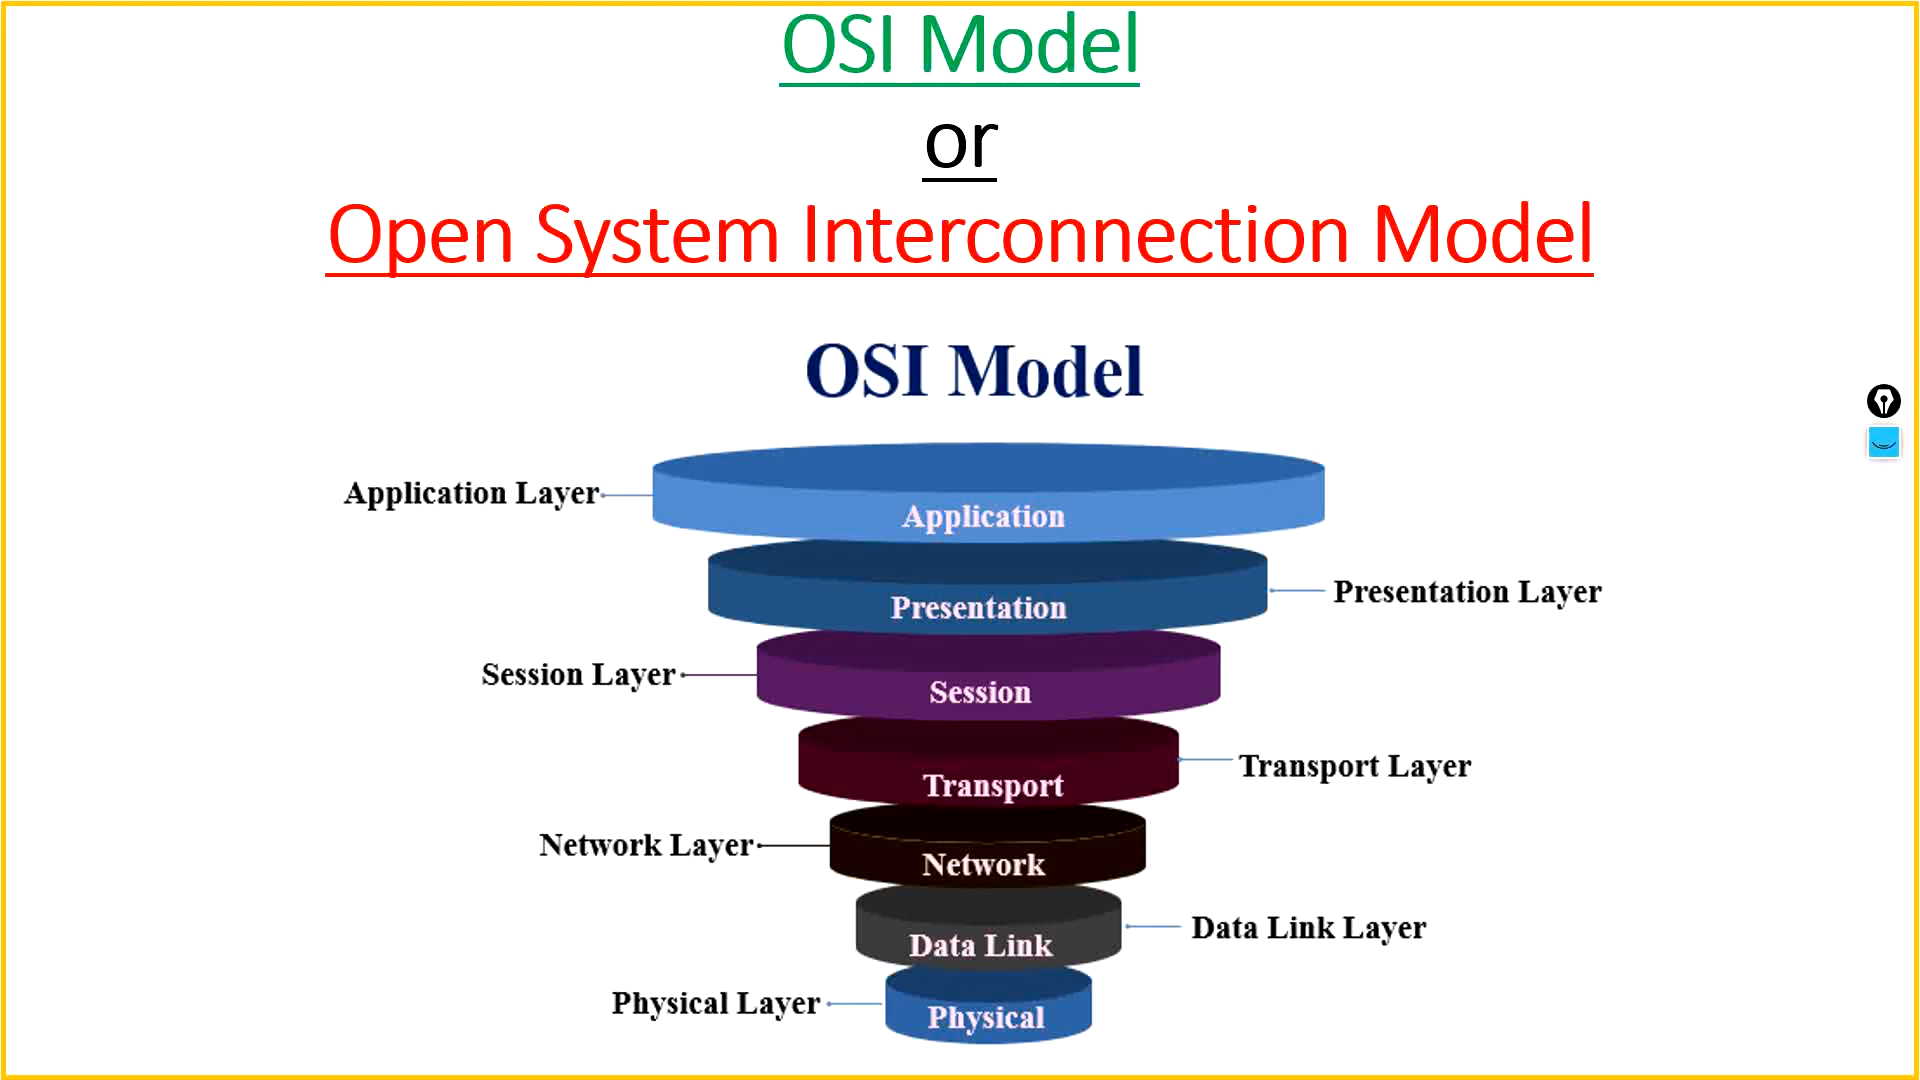 OSI Model
or
Open System Interconnection Model
OSI Model
Application Layer
Application
Presentation
Presentation Layer
Session Layer
Session
Transport
Transport Layer
Network Layer
Network
Data Link
Data Link Layer
Physical Layer
Physical